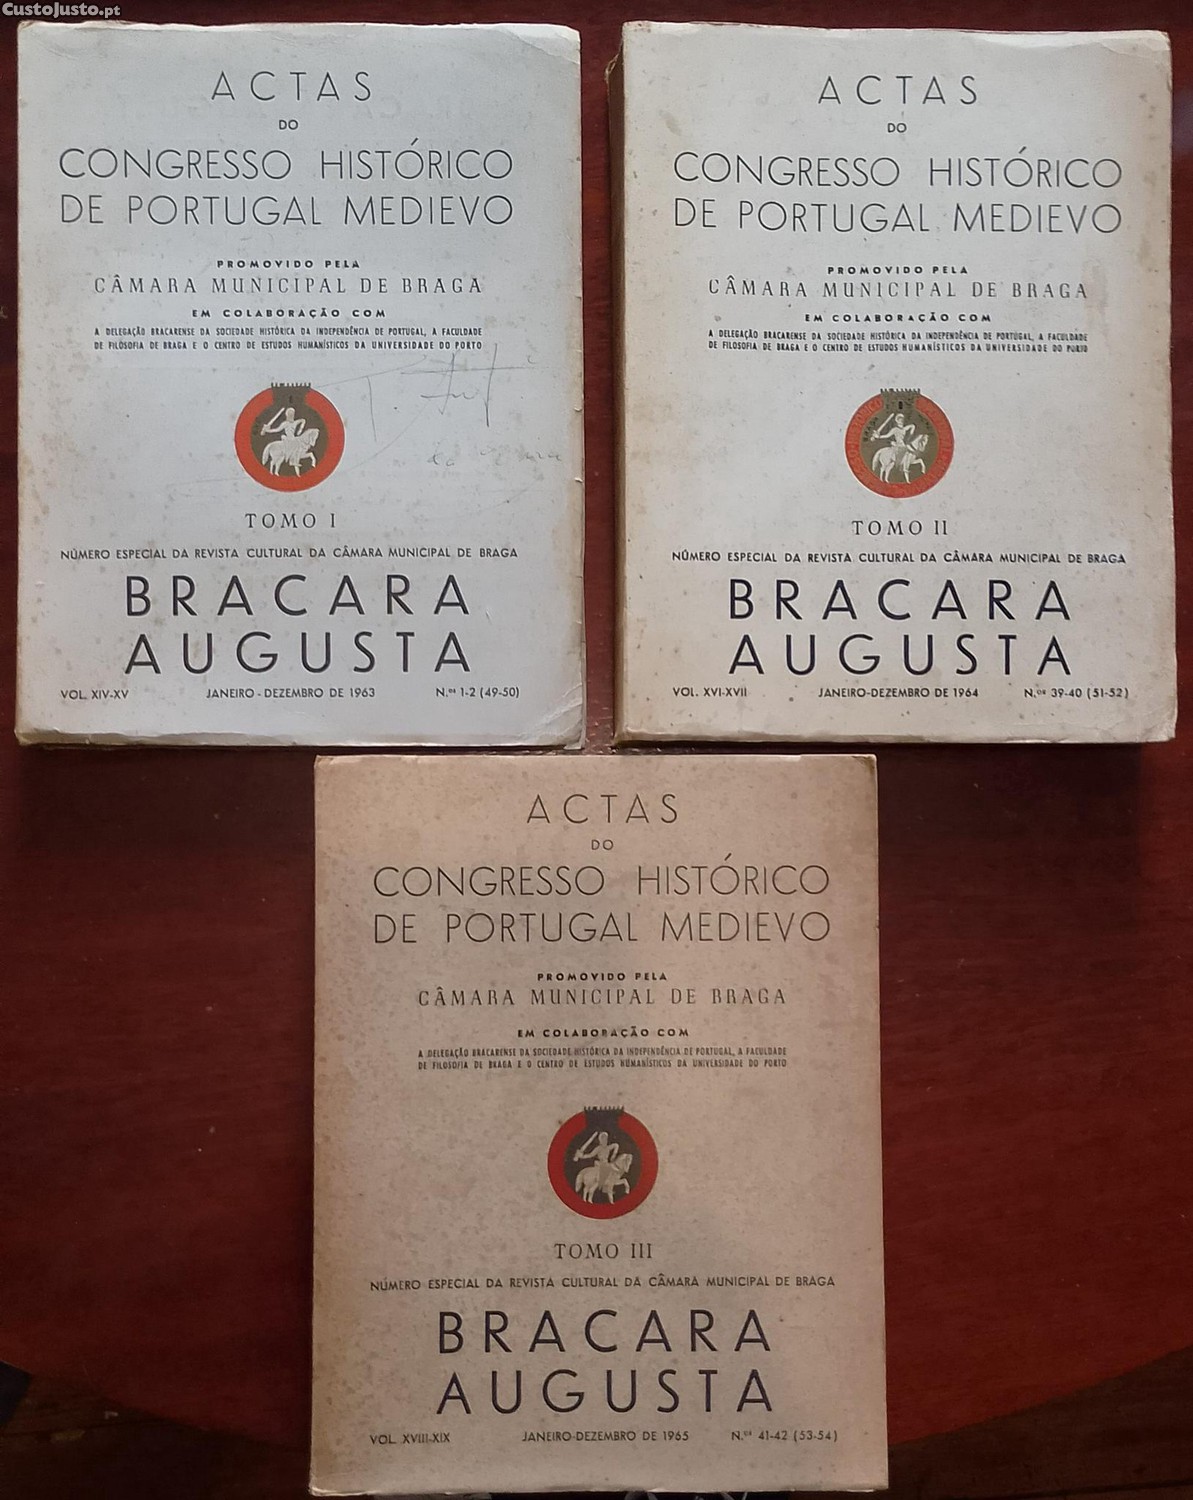 CustoJusto.pt
ACTAS
DO
CONGRESSO HISTÓRICO
DE PORTUGAL MEDIEVO
PROMOVIDO PELA
CÂMARA MUNICIPAL DE BRAGA
EM COLABORAÇÃO COM
A DELEGAÇÃO BRACARENSE DA SOCIEDADE HISTÓRICA DA INDEPENDÊNCIA DE PORTUGAL, A FACULDADE
DE FILOSOFIA DE BRAGA E O CENTRO DE ESTUDOS HUMANÍSTICOS DA UNIVERSIDADE DO PORTO
TOMO I
NÚMERO ESPECIAL DA REVISTA CULTURAL DA CÂMARA MUNICIPAL DE BRAGA
BRACARA
AUGUSTA
VOL. XIV-XV JANEIRO - DEZEMBRO DE 1963 N.os 1-2 (49-50)
ACTAS
DO
CONGRESSO HISTÓRICO
DE PORTUGAL MEDIEVO
PROMOVIDO PELA
CÂMARA MUNICIPAL DE BRAGA
EM COLABORAÇÃO COM
A DELEGAÇÃO BRACARENSE DA SOCIEDADE HISTÓRICA DA INDEPENDÊNCIA DE PORTUGAL, A FACULDADE
DE FILOSOFIA DE BRAGA E O CENTRO DE ESTUDOS HUMANÍSTICOS DA UNIVERSIDADE DO PORTO
TOMO II
NÚMERO ESPECIAL DA REVISTA CULTURAL DA CÂMARA MUNICIPAL DE BRAGA
BRACARA
AUGUSTA
VOL. XVI-XVII JANEIRO-DEZEMBRO DE 1964 N.os 39-40 (51-52)
ACTAS
DO
CONGRESSO HISTÓRICO
DE PORTUGAL MEDIEVO
PROMOVIDO PELA
CÂMARA MUNICIPAL DE BRAGA
EM COLABORAÇÃO COM
A DELEGAÇÃO BRACARENSE DA SOCIEDADE HISTÓRICA DA INDEPENDÊNCIA DE PORTUGAL, A FACULDADE
DE FILOSOFIA DE BRAGA E O CENTRO DE ESTUDOS HUMANÍSTICOS DA UNIVERSIDADE DO PORTO
TOMO III
NÚMERO ESPECIAL DA REVISTA CULTURAL DA CÂMARA MUNICIPAL DE BRAGA
BRACARA
AUGUSTA
VOL. XVIII-XIX JANEIRO-DEZEMBRO DE 1965 N.os 41-42 (53-54)